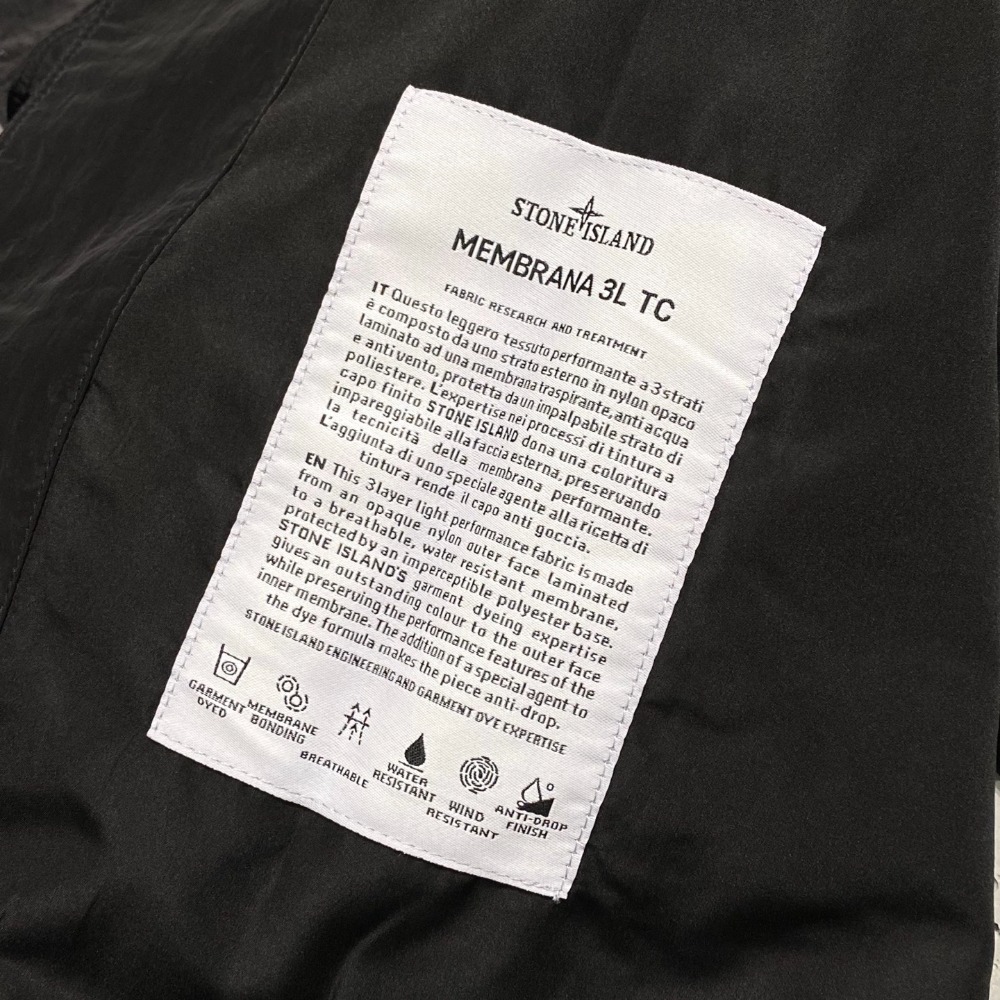 STONE ISLAND
MEMBRANA 3L TC
FABRIC RESEARCH AND TREATMENT
IT Questo leggero tessuto performante a 3 strati
è composto da uno strato esterno in nylon opaco
laminato ad una membrana traspirante, anti acqua
e anti vento, protetta da un impalpabile strato di
poliestere. L'expertise nei processi di tintura a
capo finito STONE ISLAND dona una coloritura
impareggiabile alla faccia esterna, preservando
la tecnicità della membrana performante.
L'aggiunta di uno speciale agente alla ricetta di
tintura rende il capo anti goccia.
EN This 3layer light performance fabric is made
from an opaque nylon outer face laminated
to a breathable, water resistant membrane,
protected by an imperceptible polyester base.
STONE ISLAND'S garment dyeing expertise
gives an outstanding colour to the outer face
while preserving the performance features of the
inner membrane. The addition of a special agent to
the dye formula makes the piece anti-drop.
STONE ISLAND ENGINEERING AND GARMENT DYE EXPERTISE
GARMENT DYED
MEMBRANE BONDING
BREATHABLE
WATER RESISTANT
WIND RESISTANT
ANTI-DROP FINISH